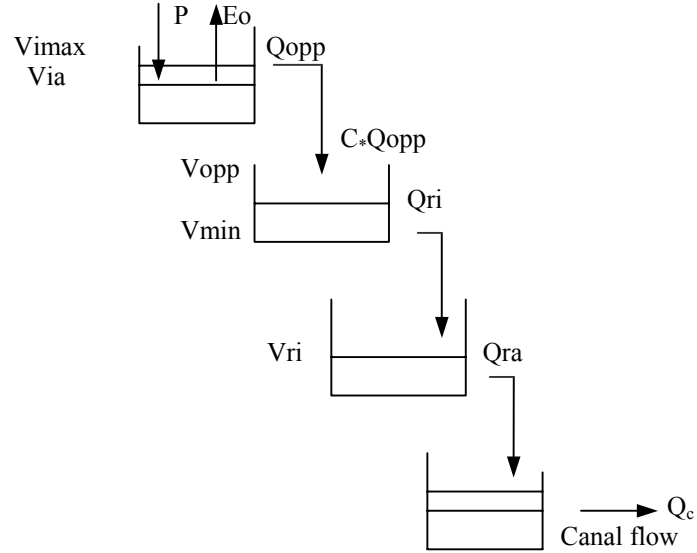 P Eo
Vimax Qopp
Via
C*Qopp
Vopp
Qri
Vmin
Vri Qra
Qc
Canal flow